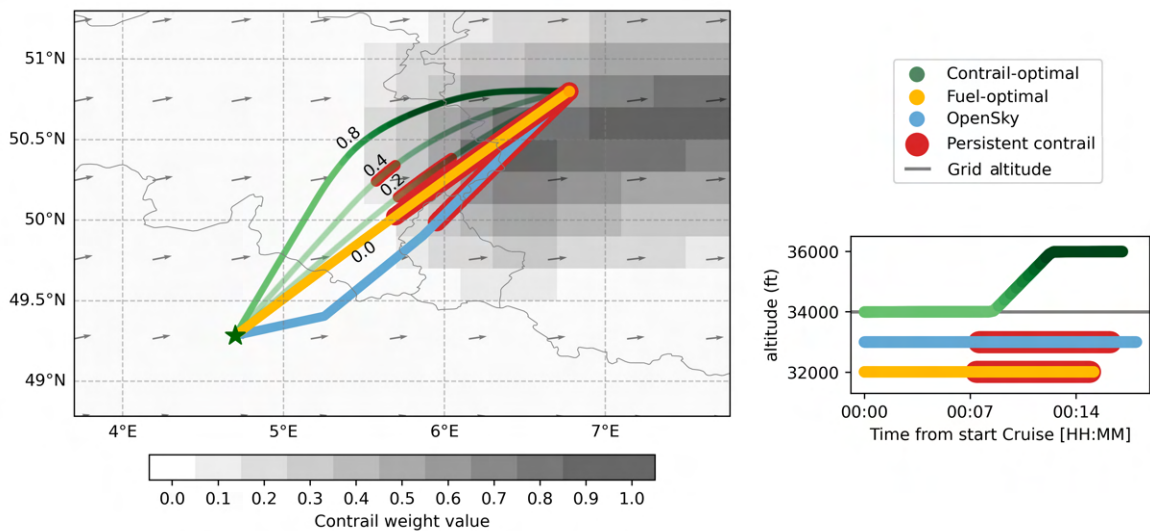 51°N
50.5°N
50°N
49.5°N
49°N
4°E
5°E
6°E
7°E
0.8
0.4
0.2
0.0
0.0 0.1 0.2 0.3 0.4 0.5 0.6 0.7 0.8 0.9 1.0
Contrail weight value
Contrail-optimal
Fuel-optimal
OpenSky
Persistent contrail
Grid altitude
altitude (ft)
36000
34000
32000
00:00 00:07 00:14
Time from start Cruise [HH:MM]